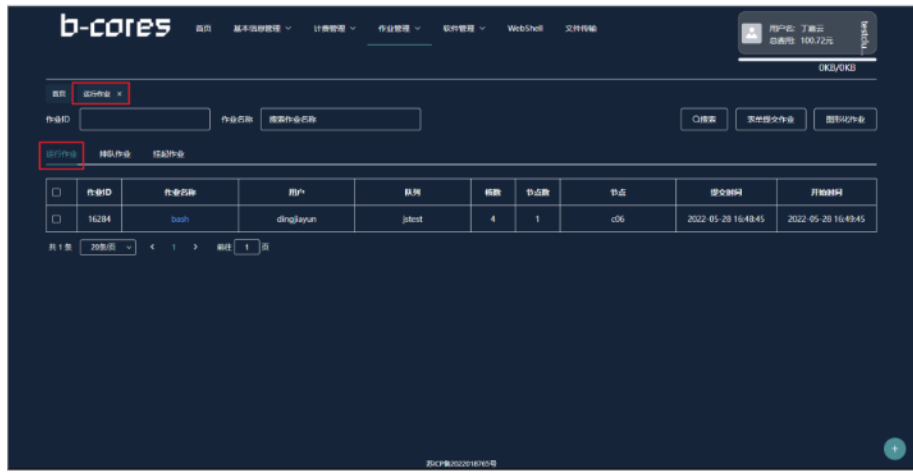 b-cores 首页 基本信息管理 计费管理 作业管理 软件管理 WebShell 文件传输
用户名: 丁嘉云
总费用: 100.72元
testclu...
0KB/0KB
首页 运行作业 ×
作业ID 作业名称 搜索作业名称 搜索 表单提交作业 图形化作业
运行作业 排队作业 挂起作业
作业ID 作业名称 用户 队列 核数 节点数 节点 提交时间 开始时间
16284 bash dingjiayun jstest 4 1 c06 2022-05-28 16:48:45 2022-05-28 16:49:45
共 1 条 20条/页 < 1 > 前往 1 页
苏ICP备2022018765号